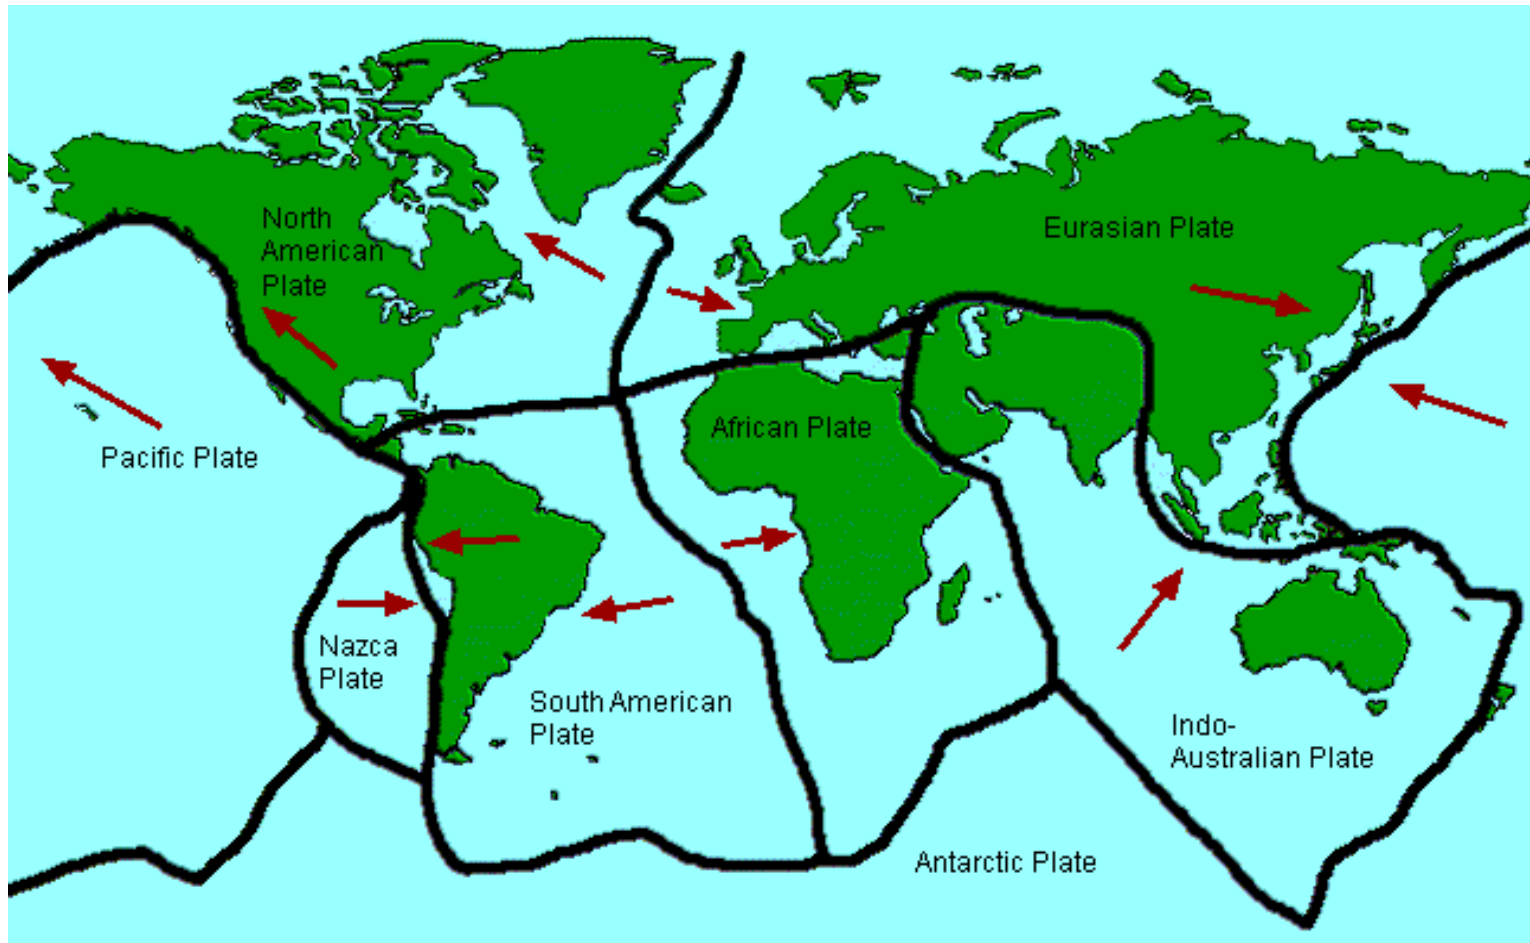 North
American
Plate
Eurasian Plate
African Plate
Pacific Plate
Nazca
Plate
South American
Plate
Indo-
Australian Plate
Antarctic Plate